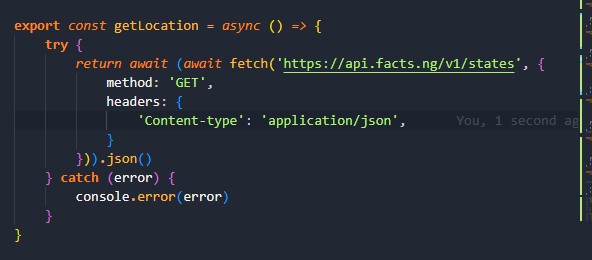 export const getLocation = async () => {
    try {
        return await (await fetch('https://api.facts.ng/v1/states', {
            method: 'GET',
            headers: {
                'Content-type': 'application/json',      You, 1 second ag
            }
        })).json()
    } catch (error) {
        console.error(error)
    }
}